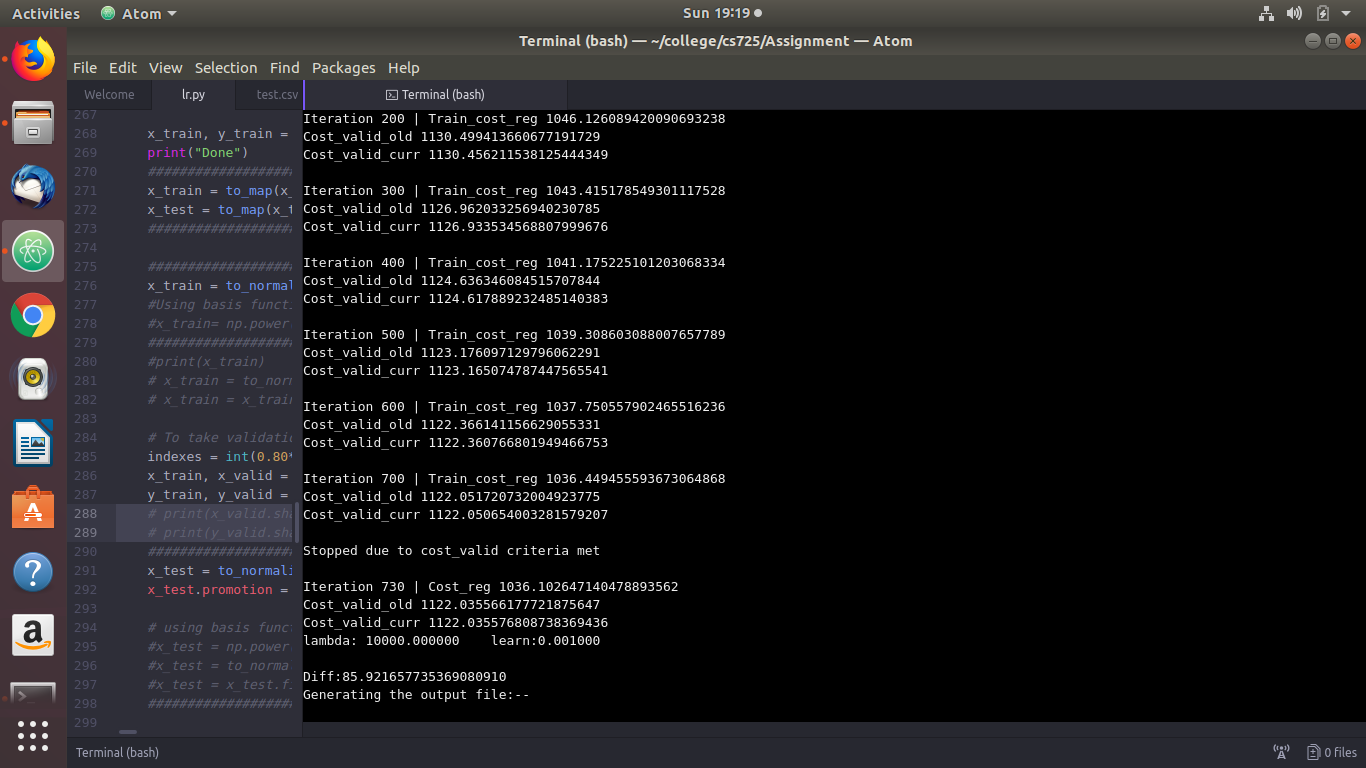 Activities
Atom
Sun 19:19
Terminal (bash) — ~/college/cs725/Assignment — Atom
File Edit View Selection Find Packages Help
Welcome
lr.py
test.csv
Terminal (bash)
267
268 x_train, y_train =
269 print("Done")
270 ###################
271 x_train = to_map(x_
272 x_test = to_map(x_t
273 ###################
274
275 ###################
276 x_train = to_normal
277 #Using basis functi
278 #x_train= np.power
279 ###################
280 #print(x_train)
281 # x_train = to_norm
282 # x_train = x_train
283
284 # To take validatio
285 indexes = int(0.80*
286 x_train, x_valid =
287 y_train, y_valid =
288 # print(x_valid.sha
289 # print(y_valid.sha
290 ###################
291 x_test = to_normali
292 x_test.promotion =
293
294 # using basis funct
295 #x_test = np.power
296 #x_test = to_norma
297 #x_test = x_test.f
298 ###################
299
Iteration 200 | Train_cost_reg 1046.126089420090693238
Cost_valid_old 1130.499413660677191729
Cost_valid_curr 1130.456211538125444349
Iteration 300 | Train_cost_reg 1043.415178549301117528
Cost_valid_old 1126.962033256940230785
Cost_valid_curr 1126.933534568807999676
Iteration 400 | Train_cost_reg 1041.175225101203068334
Cost_valid_old 1124.636346084515707844
Cost_valid_curr 1124.617889232485140383
Iteration 500 | Train_cost_reg 1039.308603088007657789
Cost_valid_old 1123.176097129796062291
Cost_valid_curr 1123.165074787447565541
Iteration 600 | Train_cost_reg 1037.750557902465516236
Cost_valid_old 1122.366141156629055331
Cost_valid_curr 1122.360766801949466753
Iteration 700 | Train_cost_reg 1036.449455593673064868
Cost_valid_old 1122.051720732004923775
Cost_valid_curr 1122.050654003281579207
Stopped due to cost_valid criteria met
Iteration 730 | Cost_reg 1036.102647140478893562
Cost_valid_old 1122.035566177721875647
Cost_valid_curr 1122.035576808738369436
lambda: 10000.000000    learn:0.001000
Diff:85.921657735369080910
Generating the output file:--
Terminal (bash)
0 files